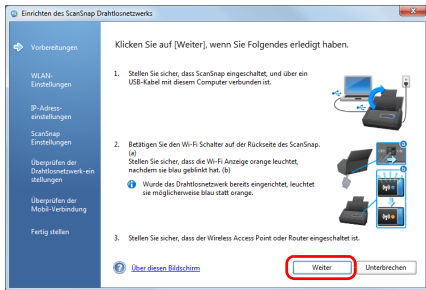 Einrichten des ScanSnap Drahtlosnetzwerks
Vorbereitungen
WLAN-
Einstellungen
IP-Adress-
einstellungen
ScanSnap
Einstellungen
Überprüfen der
Drahtlosnetzwerk-ein
stellungen
Überprüfen der
Mobil-Verbindung
Fertig stellen
Klicken Sie auf [Weiter], wenn Sie Folgendes erledigt haben.
1. Stellen Sie sicher, dass ScanSnap eingeschaltet, und über ein
USB-Kabel mit diesem Computer verbunden ist.
2. Betätigen Sie den Wi-Fi Schalter auf der Rückseite des ScanSnap.
(a)
Stellen Sie sicher, dass die Wi-Fi Anzeige orange leuchtet,
nachdem sie blau geblinkt hat. (b)
Wurde das Drahtlosnetzwerk bereits eingerichtet, leuchtet
sie möglicherweise blau statt orange.
a
b
3. Stellen Sie sicher, dass der Wireless Access Point oder Router eingeschaltet ist.
Über diesen Bildschirm
Weiter
Unterbrechen